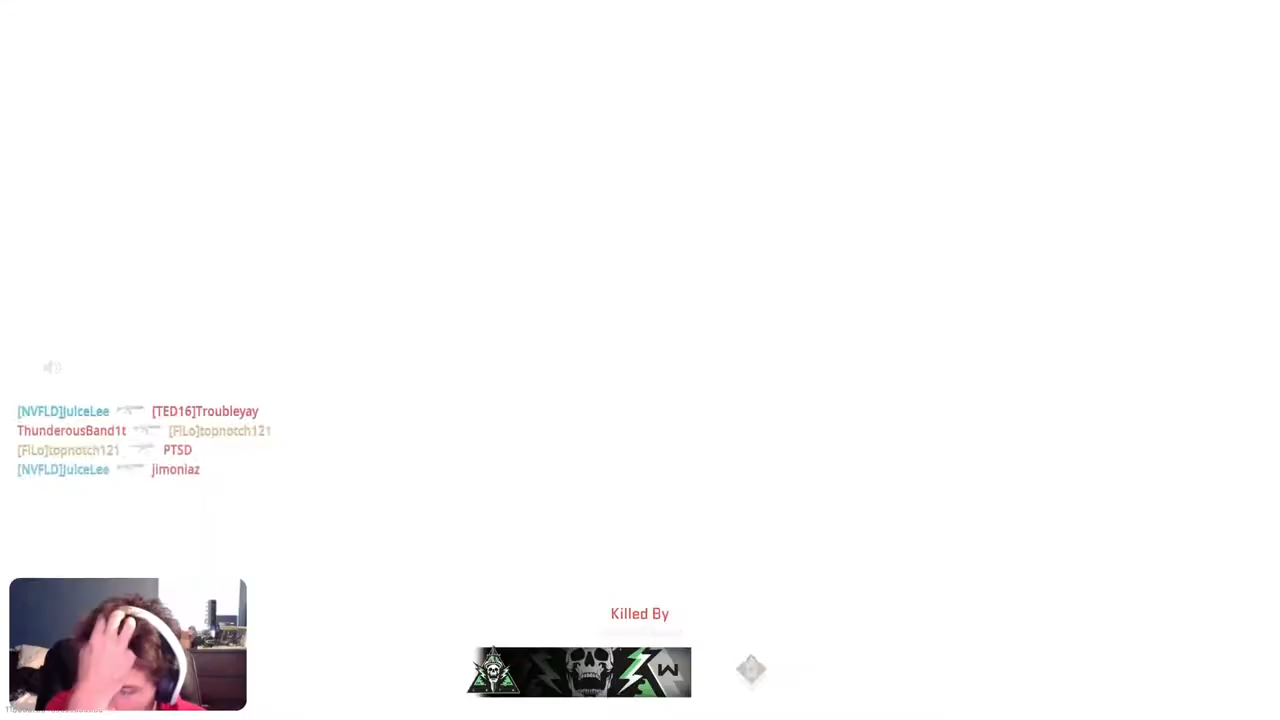 [NVFLD]JuiceLee [TED16]Troubleyay
ThunderousBand1t [FiLo]topnotch121
[FiLo]topnotch121 PTSD
[NVFLD]JuiceLee jimoniaz
Killed By
W